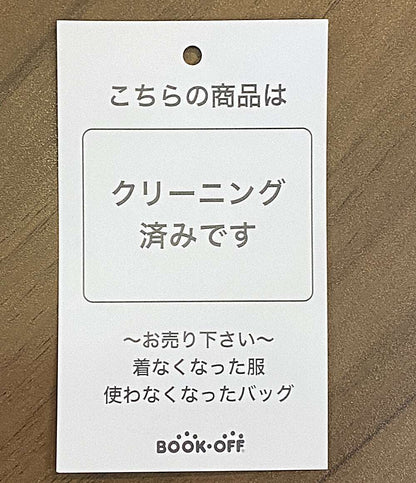 こちらの商品は
クリーニング
済みです
〜お売り下さい〜
着なくなった服
使わなくなったバッグ
BOOK・OFF